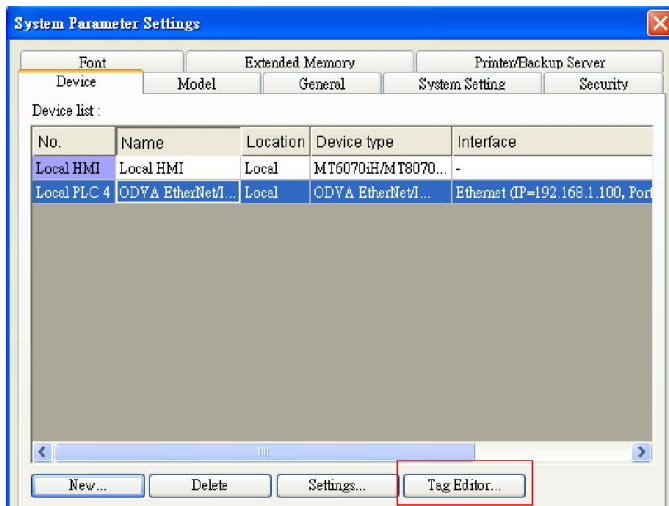 System Parameter Settings
Font Extended Memory Printer/Backup Server
Device Model General System Setting Security
Device list :
No. Name Location Device type Interface
Local HMI Local HMI Local MT6070iH/MT8070... -
Local PLC 4 ODVA EtherNet/I... Local ODVA EtherNet/I... Ethernet (IP=192.168.1.100, Port
New... Delete Settings... Tag Editor...